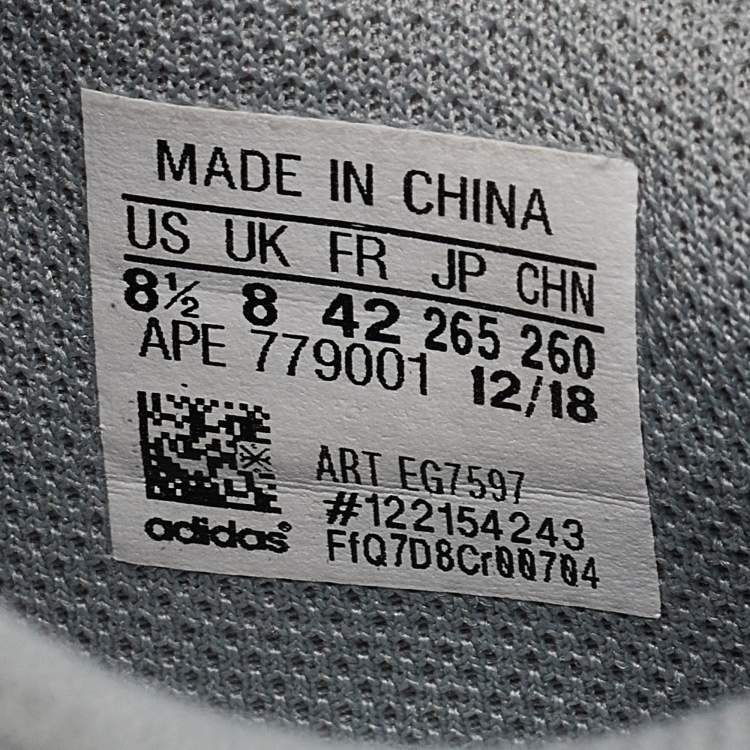 MADE IN CHINA
US UK FR JP CHN
8½ 8 42 265 260
APE 779001 12/18
ART EG7597
#122154243
adidas®
FfQ7D8Cr00704